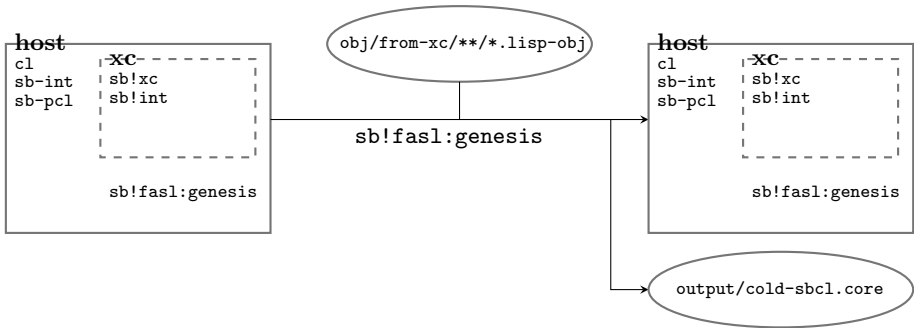 host
cl
sb-int
sb-pcl
xc
sb!xc
sb!int
sb!fasl:genesis
obj/from-xc/**/*.lisp-obj
sb!fasl:genesis
host
cl
sb-int
sb-pcl
xc
sb!xc
sb!int
sb!fasl:genesis
output/cold-sbcl.core